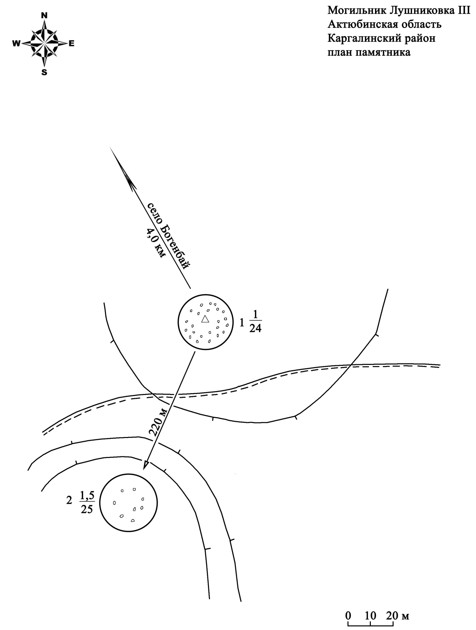 Могильник Лушниковка III
Актюбинская область
Каргалинский район
план памятника
N
W E
S
село Богенбай
4,0 км
1 1/24
220 м
2 1,5/25
0 10 20 м